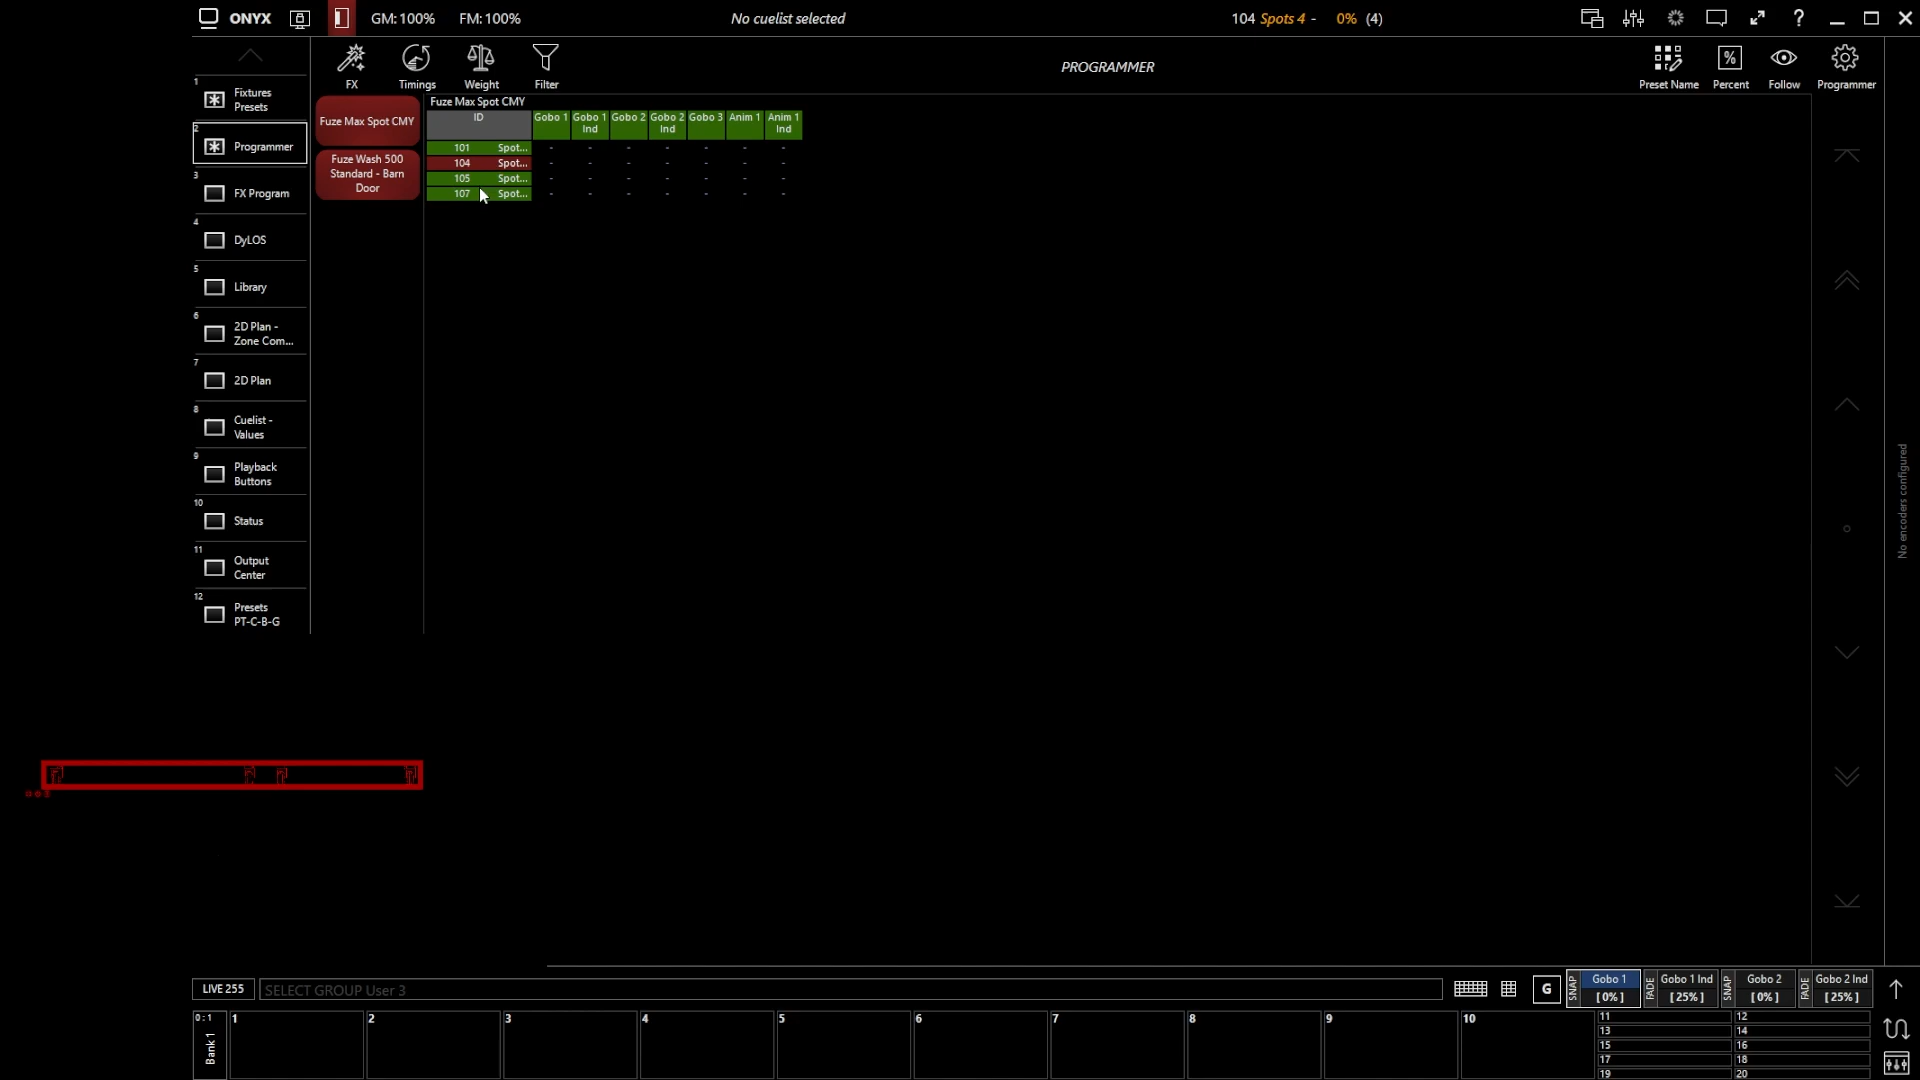 ONYX GM: 100% FM: 100% No cuelist selected 104 Spots 4 - 0% (4) ?
FX Timings Weight Filter PROGRAMMER Preset Name % Percent Follow Programmer
1 Fixtures
Presets
2 Programmer
3 FX Program
4 DyLOS
5 Library
6 2D Plan -
Zone Com...
7 2D Plan
8 Cuelist -
Values
9 Playback
Buttons
10 Status
11 Output
Center
12 Presets
PT-C-B-G
Fuze Max Spot CMY
Fuze Wash 500
Standard - Barn
Door
Fuze Max Spot CMY
ID Gobo 1 Gobo 1 Ind Gobo 2 Gobo 2 Ind Gobo 3 Anim 1 Anim 1 Ind
101 Spot... - - - - - - -
104 Spot... - - - - - - -
105 Spot... - - - - - - -
107 Spot... - - - - - - -
No encoders configured
LIVE 255 SELECT GROUP User 3 G
SNAP Gobo 1 [ 0% ]
FADE Gobo 1 Ind [ 25% ]
SNAP Gobo 2 [ 0% ]
FADE Gobo 2 Ind [ 25% ]
0 : 1 Bank 1
1 2 3 4 5 6 7 8 9 10
11 12
13 14
15 16
17 18
19 20